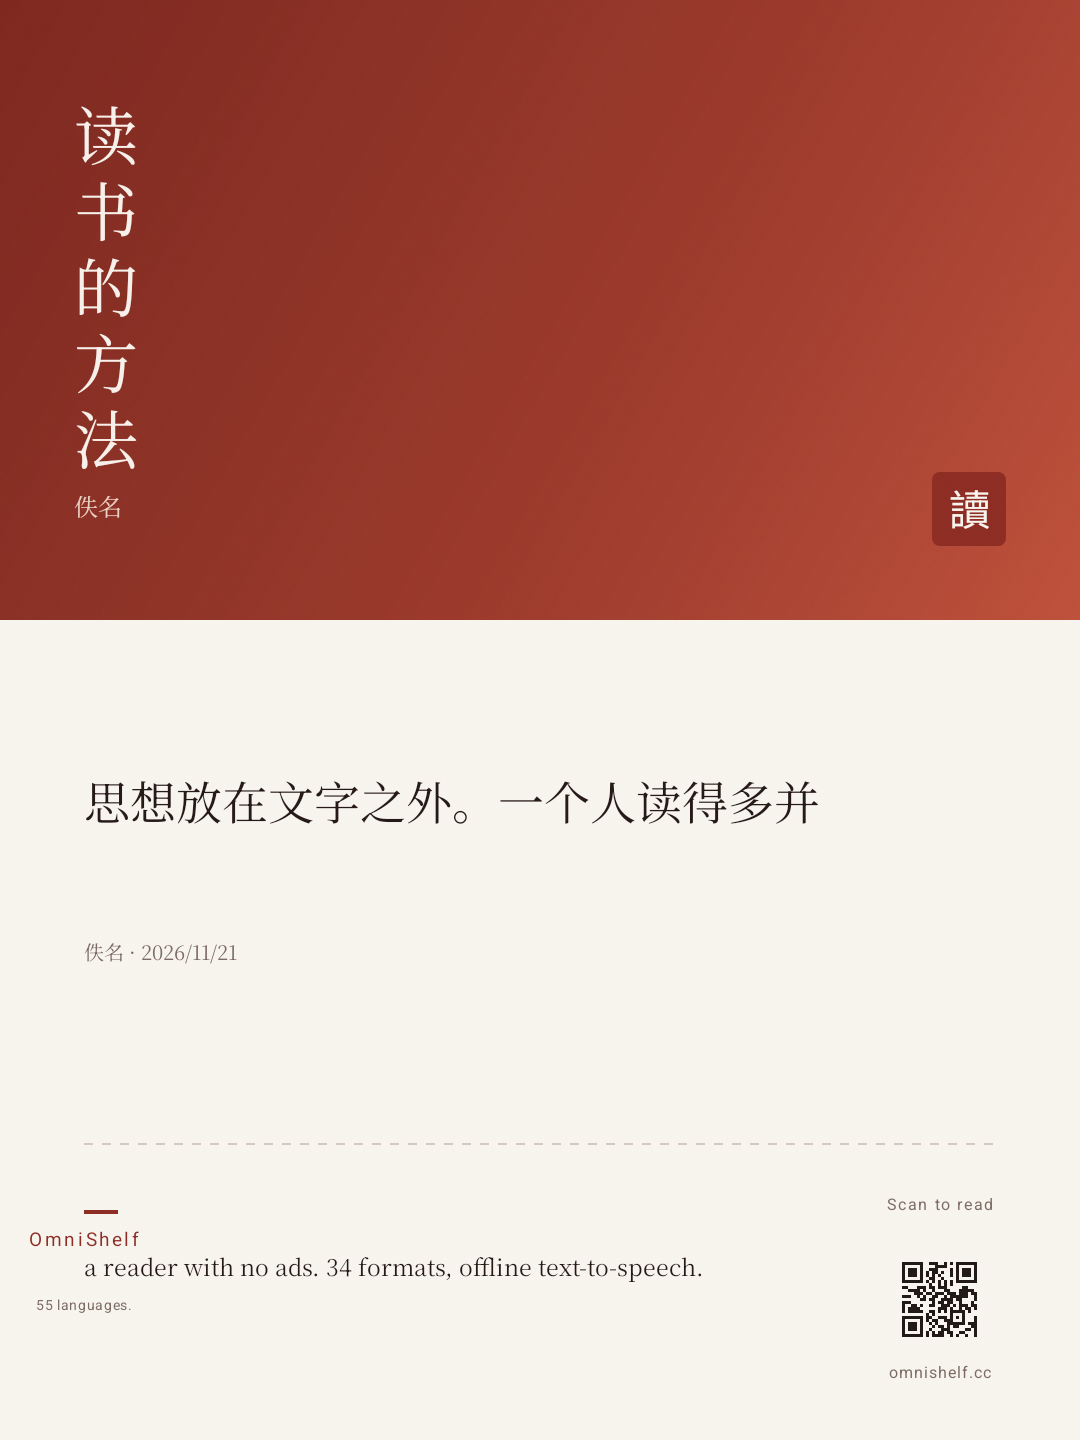 读书的方法
佚名
讀
思想放在文字之外。一个人读得多并
佚名 · 2026/11/21
Scan to read
OmniShelf
a reader with no ads. 34 formats, offline text-to-speech.
55 languages.
omnishelf.cc